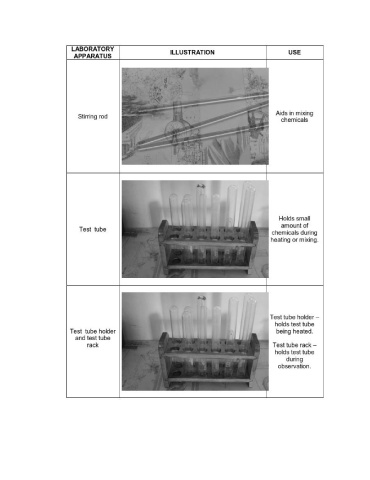 LABORATORY
APPARATUS
ILLUSTRATION
USE
Stirring rod
Aids in mixing
chemicals
Test tube
Holds small
amount of
chemicals during
heating or mixing.
Test tube holder
and test tube
rack
Test tube holder –
holds test tube
being heated.
Test tube rack –
holds test tube
during
observation.